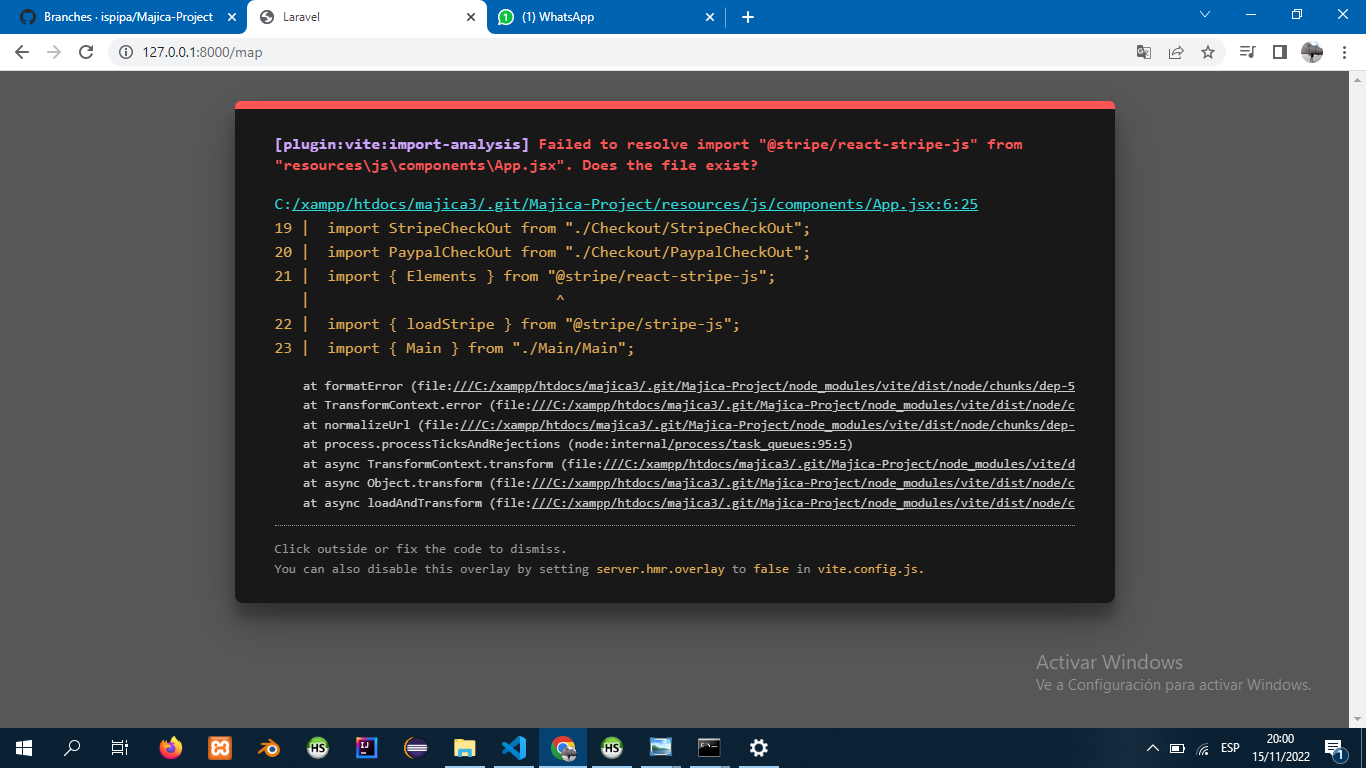 Branches · ispipa/Majica-Project
Laravel
(1) WhatsApp
127.0.0.1:8000/map
[plugin:vite:import-analysis] Failed to resolve import "@stripe/react-stripe-js" from
"resources\js\components\App.jsx". Does the file exist?
C:/xampp/htdocs/majica3/.git/Majica-Project/resources/js/components/App.jsx:6:25
19 |  import StripeCheckOut from "./Checkout/StripeCheckOut";
20 |  import PaypalCheckOut from "./Checkout/PaypalCheckOut";
21 |  import { Elements } from "@stripe/react-stripe-js";
   |                            ^
22 |  import { loadStripe } from "@stripe/stripe-js";
23 |  import { Main } from "./Main/Main";
at formatError (file:///C:/xampp/htdocs/majica3/.git/Majica-Project/node_modules/vite/dist/node/chunks/dep-5
at TransformContext.error (file:///C:/xampp/htdocs/majica3/.git/Majica-Project/node_modules/vite/dist/node/c
at normalizeUrl (file:///C:/xampp/htdocs/majica3/.git/Majica-Project/node_modules/vite/dist/node/chunks/dep-
at process.processTicksAndRejections (node:internal/process/task_queues:95:5)
at async TransformContext.transform (file:///C:/xampp/htdocs/majica3/.git/Majica-Project/node_modules/vite/d
at async Object.transform (file:///C:/xampp/htdocs/majica3/.git/Majica-Project/node_modules/vite/dist/node/c
at async loadAndTransform (file:///C:/xampp/htdocs/majica3/.git/Majica-Project/node_modules/vite/dist/node/c
Click outside or fix the code to dismiss.
You can also disable this overlay by setting server.hmr.overlay to false in vite.config.js.
Activar Windows
Ve a Configuración para activar Windows.
HS
IJ
HS
ESP
20:00
15/11/2022
1